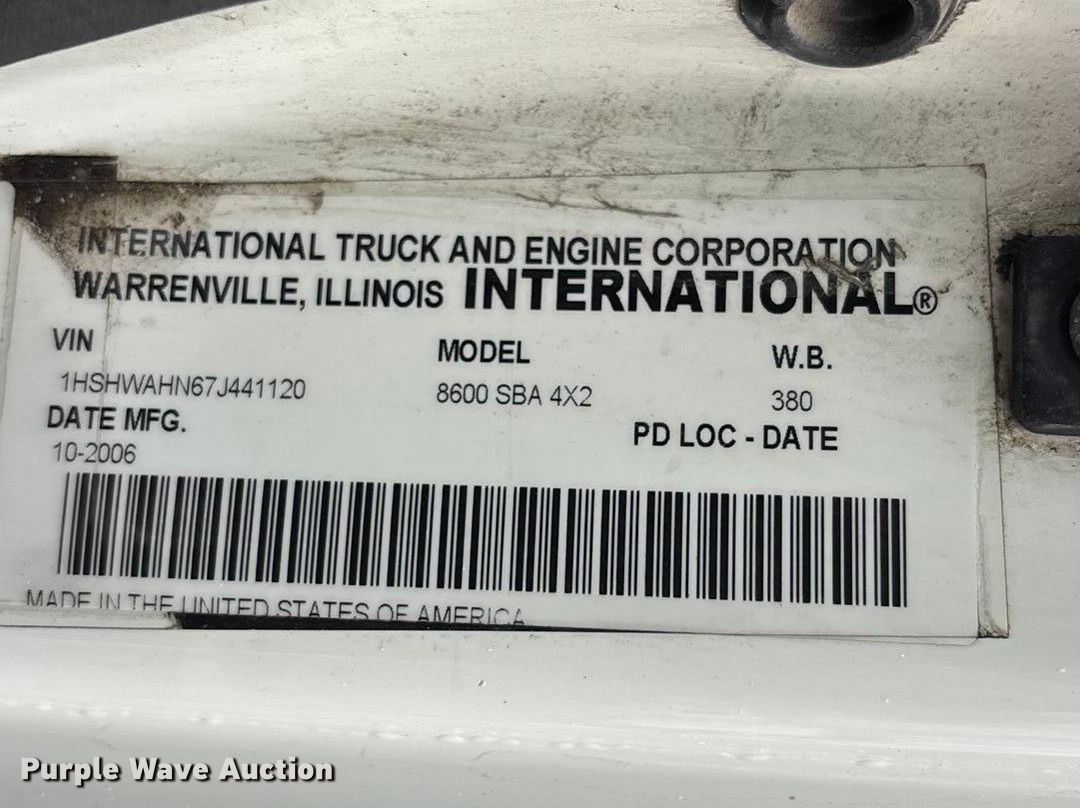 INTERNATIONAL TRUCK AND ENGINE CORPORATION
WARRENVILLE, ILLINOIS INTERNATIONAL®
VIN MODEL W.B.
1HSHWAHN67J441120 8600 SBA 4X2 380
DATE MFG. PD LOC - DATE
10-2006
MADE IN THE UNITED STATES OF AMERICA
Purple Wave Auction